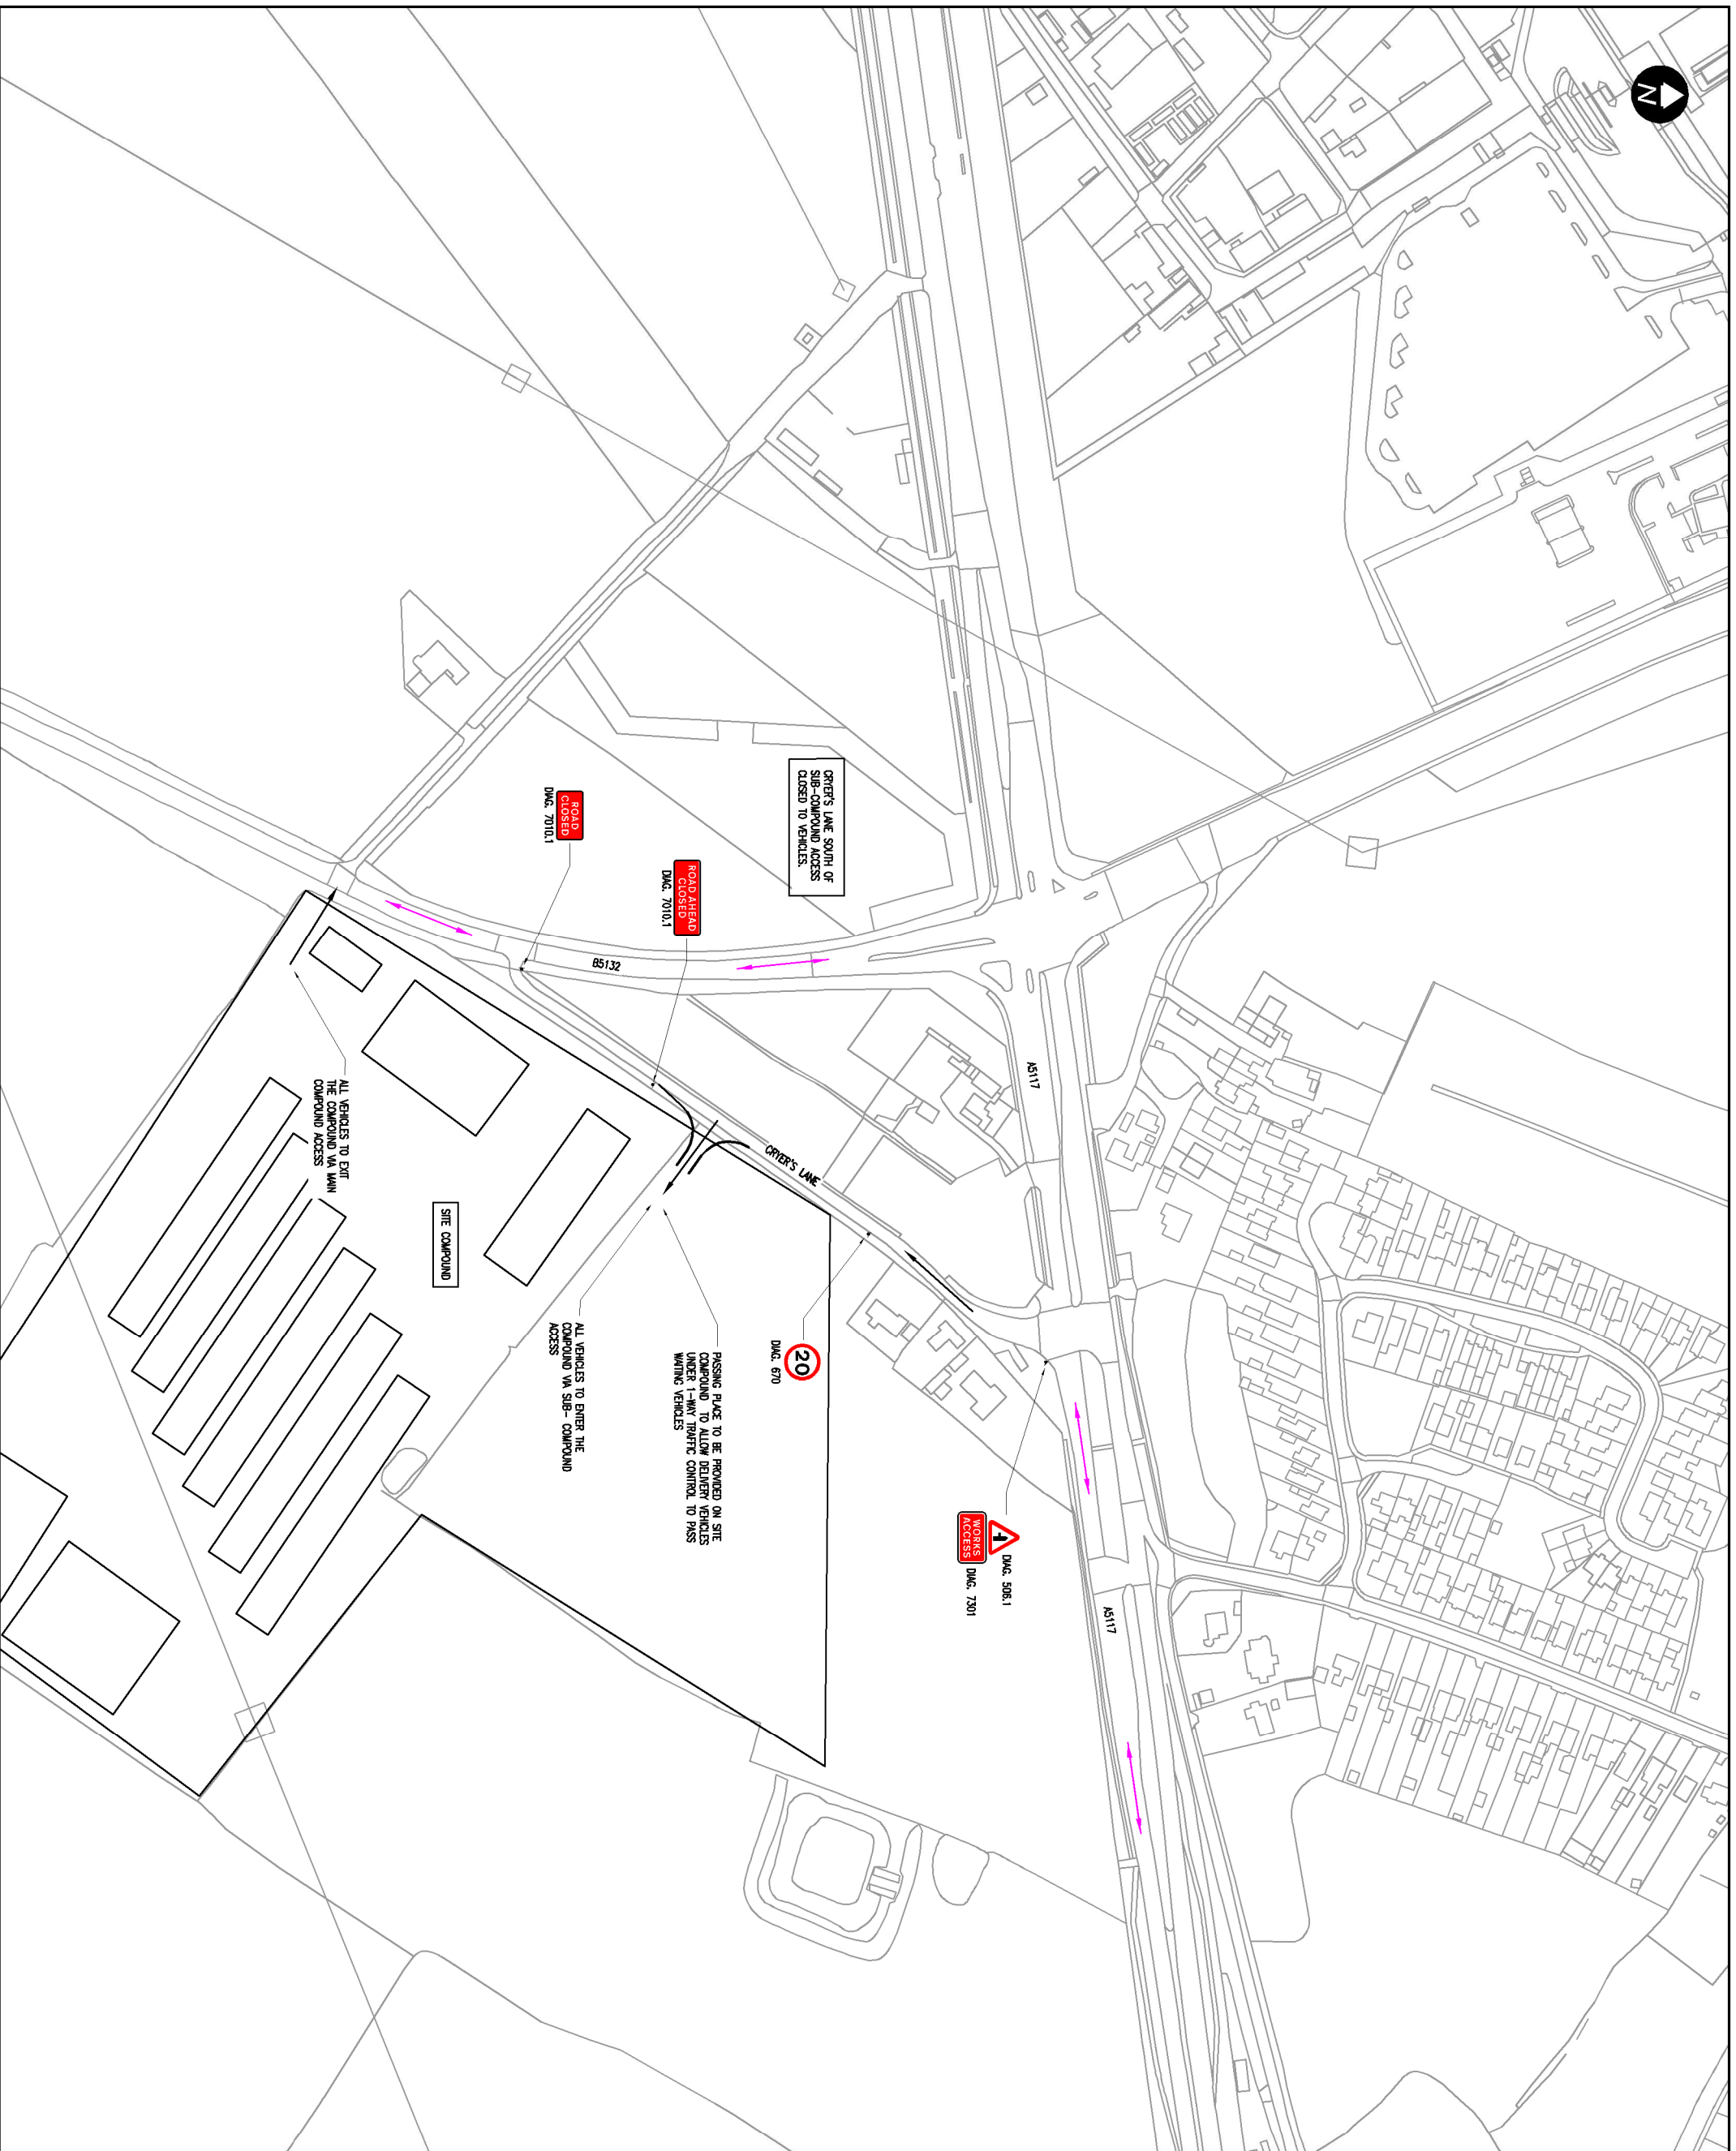 N
CRYER'S LANE SOUTH OF
SUB-COMPOUND ACCESS
CLOSED TO VEHICLES.
ROAD
CLOSED
DIAG. 7010.1
ROAD AHEAD
CLOSED
DIAG. 7010.1
B5132
A5117
CRYER'S LANE
20
DIAG. 670
DIAG. 506.1
WORKS
ACCESS
DIAG. 7301
A5117
PASSING PLACE TO BE PROVIDED ON SITE
COMPOUND TO ALLOW DELIVERY VEHICLES
UNDER 1-WAY TRAFFIC CONTROL TO PASS
WAITING VEHICLES
ALL VEHICLES TO ENTER THE
COMPOUND VIA SUB- COMPOUND
ACCESS
SITE COMPOUND
ALL VEHICLES TO EXIT
THE COMPOUND VIA MAIN
COMPOUND ACCESS